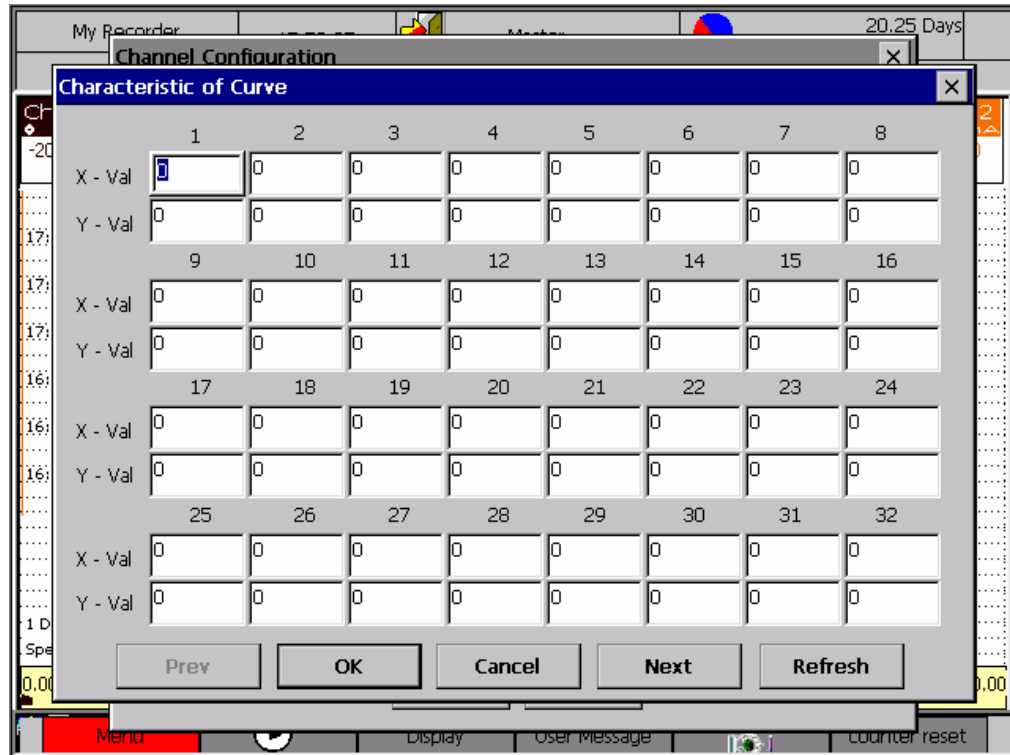 My Recorder 20.25 Days
Channel Configuration
Characteristic of Curve
1 2 3 4 5 6 7 8
X - Val 0 0 0 0 0 0 0 0
Y - Val 0 0 0 0 0 0 0 0
9 10 11 12 13 14 15 16
X - Val 0 0 0 0 0 0 0 0
Y - Val 0 0 0 0 0 0 0 0
17 18 19 20 21 22 23 24
X - Val 0 0 0 0 0 0 0 0
Y - Val 0 0 0 0 0 0 0 0
25 26 27 28 29 30 31 32
X - Val 0 0 0 0 0 0 0 0
Y - Val 0 0 0 0 0 0 0 0
Prev OK Cancel Next Refresh
Menu Display User Message Counter reset